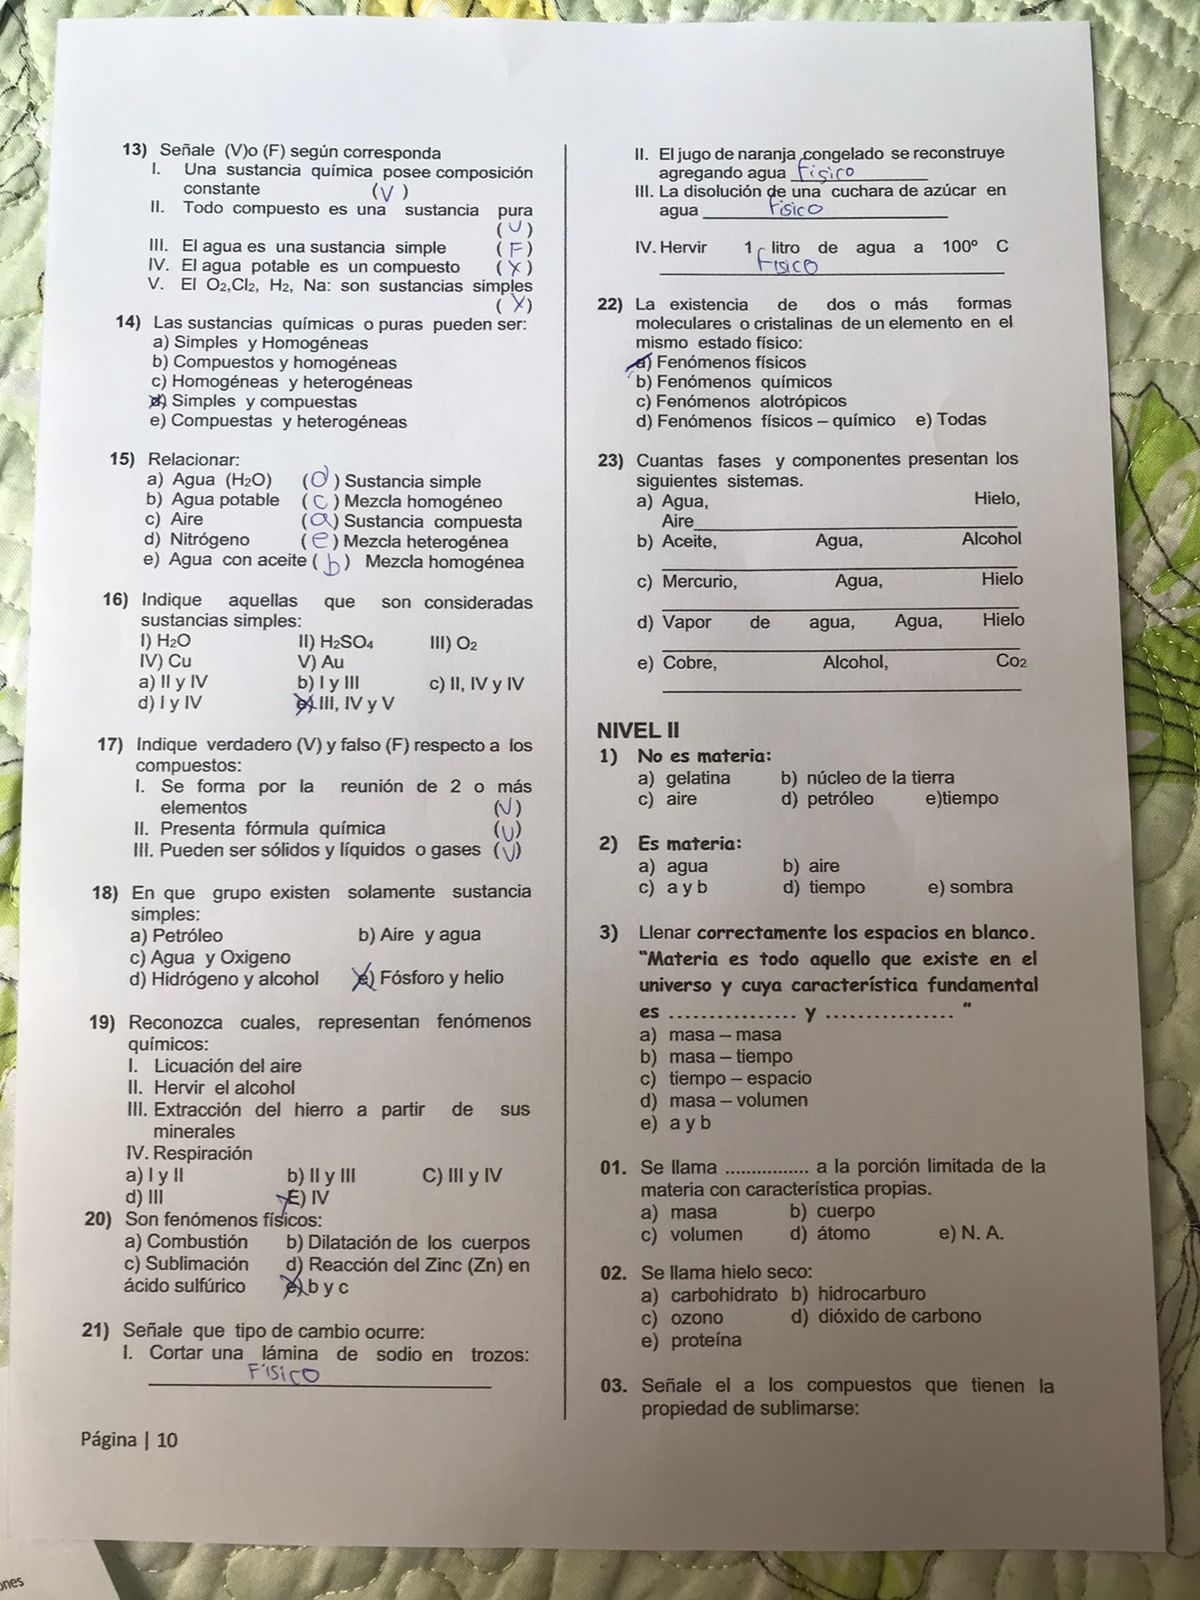 13) Señale (V)o (F) según corresponda
I. Una sustancia química posee composición
constante (V)
II. Todo compuesto es una sustancia pura
(V)
III. El agua es una sustancia simple (F)
IV. El agua potable es un compuesto (X)
V. El O2,Cl2, H2, Na: son sustancias simples
(X)
14) Las sustancias químicas o puras pueden ser:
a) Simples y Homogéneas
b) Compuestos y homogéneas
c) Homogéneas y heterogéneas
d) Simples y compuestas
e) Compuestas y heterogéneas
15) Relacionar:
a) Agua (H2O) (d) Sustancia simple
b) Agua potable (c) Mezcla homogéneo
c) Aire (a) Sustancia compuesta
d) Nitrógeno (e) Mezcla heterogénea
e) Agua con aceite (b) Mezcla homogénea
16) Indique aquellas que son consideradas
sustancias simples:
I) H2O II) H2SO4 III) O2
IV) Cu V) Au
a) II y IV b) I y III c) II, IV y IV
d) I y IV e) III, IV y V
17) Indique verdadero (V) y falso (F) respecto a los
compuestos:
I. Se forma por la reunión de 2 o más
elementos (V)
II. Presenta fórmula química (V)
III. Pueden ser sólidos y líquidos o gases (V)
18) En que grupo existen solamente sustancia
simples:
a) Petróleo b) Aire y agua
c) Agua y Oxigeno
d) Hidrógeno y alcohol e) Fósforo y helio
19) Reconozca cuales, representan fenómenos
químicos:
I. Licuación del aire
II. Hervir el alcohol
III. Extracción del hierro a partir de sus
minerales
IV. Respiración
a) I y II b) II y III C) III y IV
d) III E) IV
20) Son fenómenos físicos:
a) Combustión b) Dilatación de los cuerpos
c) Sublimación d) Reacción del Zinc (Zn) en
ácido sulfúrico e) b y c
21) Señale que tipo de cambio ocurre:
I. Cortar una lámina de sodio en trozos:
Físico
Página | 10
II. El jugo de naranja congelado se reconstruye
agregando agua Físico
III. La disolución de una cuchara de azúcar en
agua Físico
IV. Hervir 1 litro de agua a 100º C
Físico
22) La existencia de dos o más formas
moleculares o cristalinas de un elemento en el
mismo estado físico:
a) Fenómenos físicos
b) Fenómenos químicos
c) Fenómenos alotrópicos
d) Fenómenos físicos – químico e) Todas
23) Cuantas fases y componentes presentan los
siguientes sistemas.
a) Agua, Hielo,
Aire
b) Aceite, Agua, Alcohol
c) Mercurio, Agua, Hielo
d) Vapor de agua, Agua, Hielo
e) Cobre, Alcohol, Co2
NIVEL II
1) No es materia:
a) gelatina b) núcleo de la tierra
c) aire d) petróleo e)tiempo
2) Es materia:
a) agua b) aire
c) a y b d) tiempo e) sombra
3) Llenar correctamente los espacios en blanco.
“Materia es todo aquello que existe en el
universo y cuya característica fundamental
es ................ y ................ ”
a) masa – masa
b) masa – tiempo
c) tiempo – espacio
d) masa – volumen
e) a y b
01. Se llama ................ a la porción limitada de la
materia con característica propias.
a) masa b) cuerpo
c) volumen d) átomo e) N. A.
02. Se llama hielo seco:
a) carbohidrato b) hidrocarburo
c) ozono d) dióxido de carbono
e) proteína
03. Señale el a los compuestos que tienen la
propiedad de sublimarse:
ones